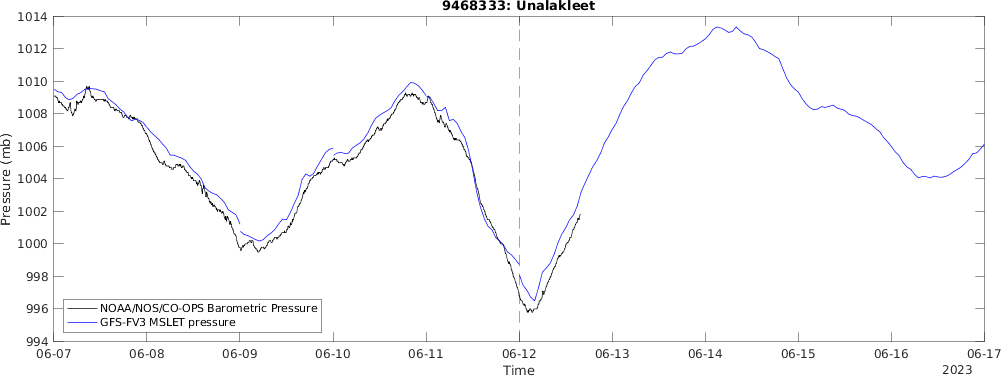 9468333: Unalakleet
1014
1012
1010
1008
1006
1004
1002
1000
998
996
994
Pressure (mb)
NOAA/NOS/CO-OPS Barometric Pressure
GFS-FV3 MSLET pressure
06-07 06-08 06-09 06-10 06-11 06-12 06-13 06-14 06-15 06-16 06-17
Time
2023